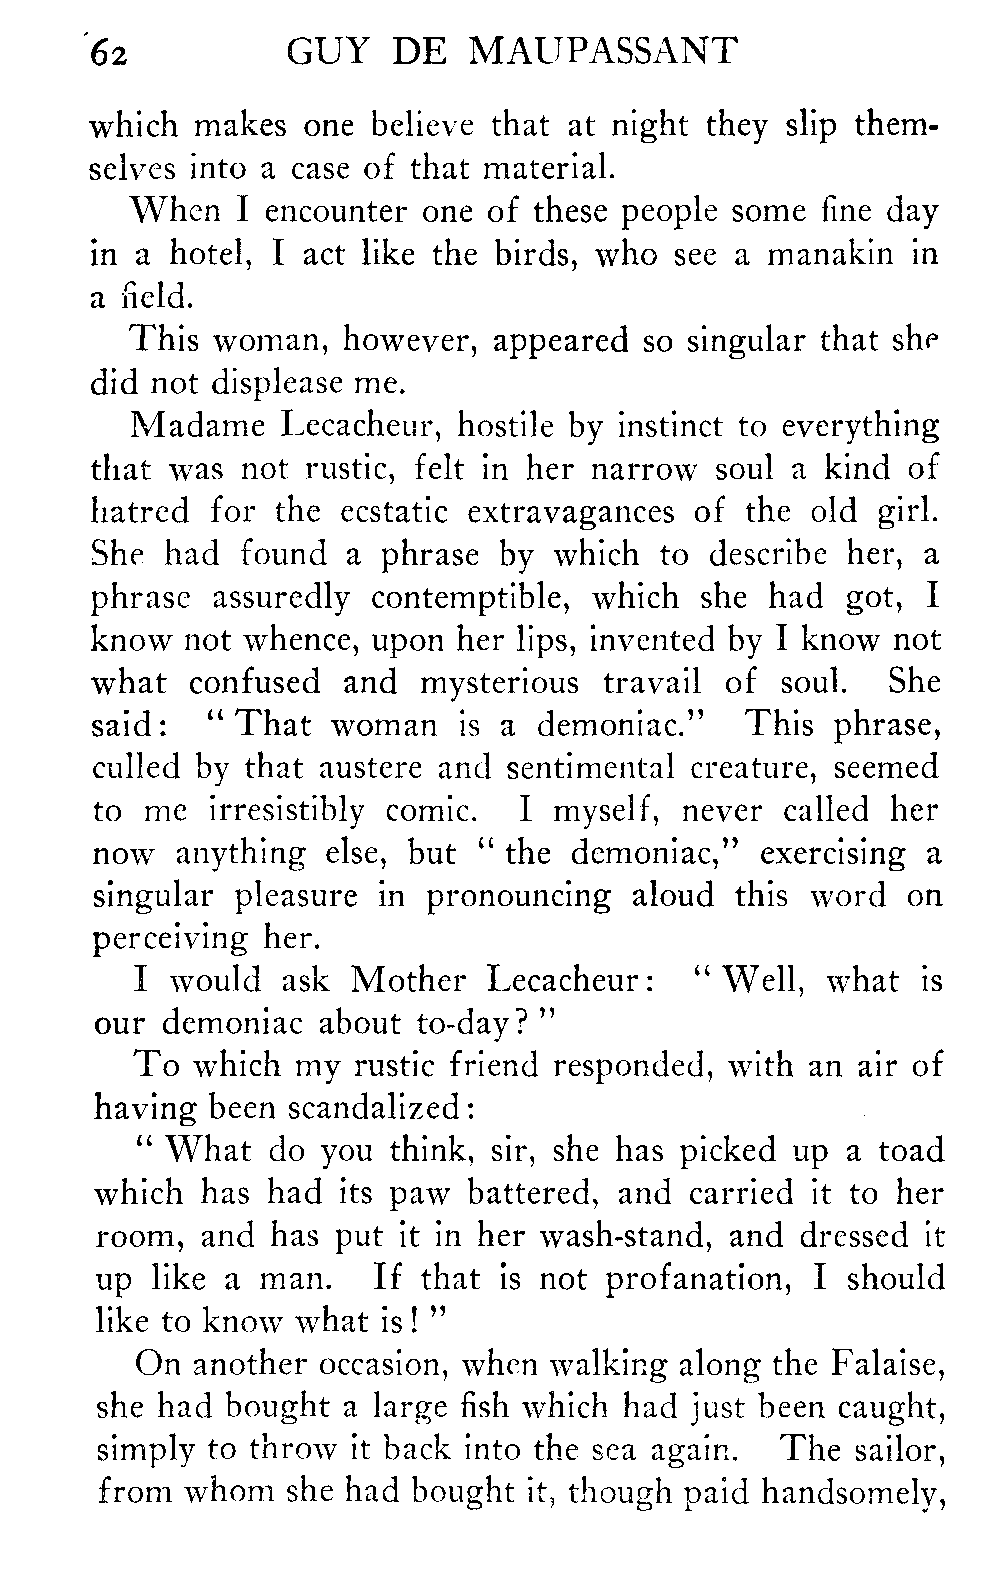 62 GUY DE MAUPASSANT
which makes one believe that at night they slip them-
selves into a case of that material.
When I encounter one of these people some fine day
in a hotel, I act like the birds, who see a manakin in
a field.
This woman, however, appeared so singular that she
did not displease me.
Madame Lecacheur, hostile by instinct to everything
that was not rustic, felt in her narrow soul a kind of
hatred for the ecstatic extravagances of the old girl.
She had found a phrase by which to describe her, a
phrase assuredly contemptible, which she had got, I
know not whence, upon her lips, invented by I know not
what confused and mysterious travail of soul. She
said: “ That woman is a demoniac.” This phrase,
culled by that austere and sentimental creature, seemed
to me irresistibly comic. I myself, never called her
now anything else, but “ the demoniac,” exercising a
singular pleasure in pronouncing aloud this word on
perceiving her.
I would ask Mother Lecacheur: “ Well, what is
our demoniac about to-day? ”
To which my rustic friend responded, with an air of
having been scandalized:
“ What do you think, sir, she has picked up a toad
which has had its paw battered, and carried it to her
room, and has put it in her wash-stand, and dressed it
up like a man. If that is not profanation, I should
like to know what is! ”
On another occasion, when walking along the Falaise,
she had bought a large fish which had just been caught,
simply to throw it back into the sea again. The sailor,
from whom she had bought it, though paid handsomely,